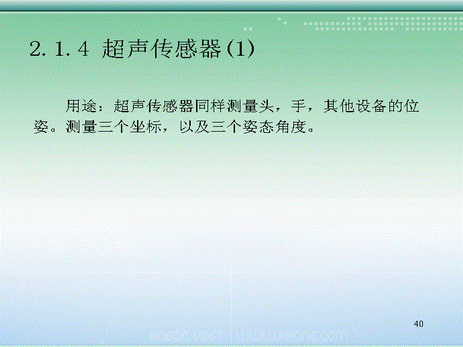 2.1.4 超声传感器(1)
用途：超声传感器同样测量头，手，其他设备的位
姿。测量三个坐标，以及三个姿态角度。
40